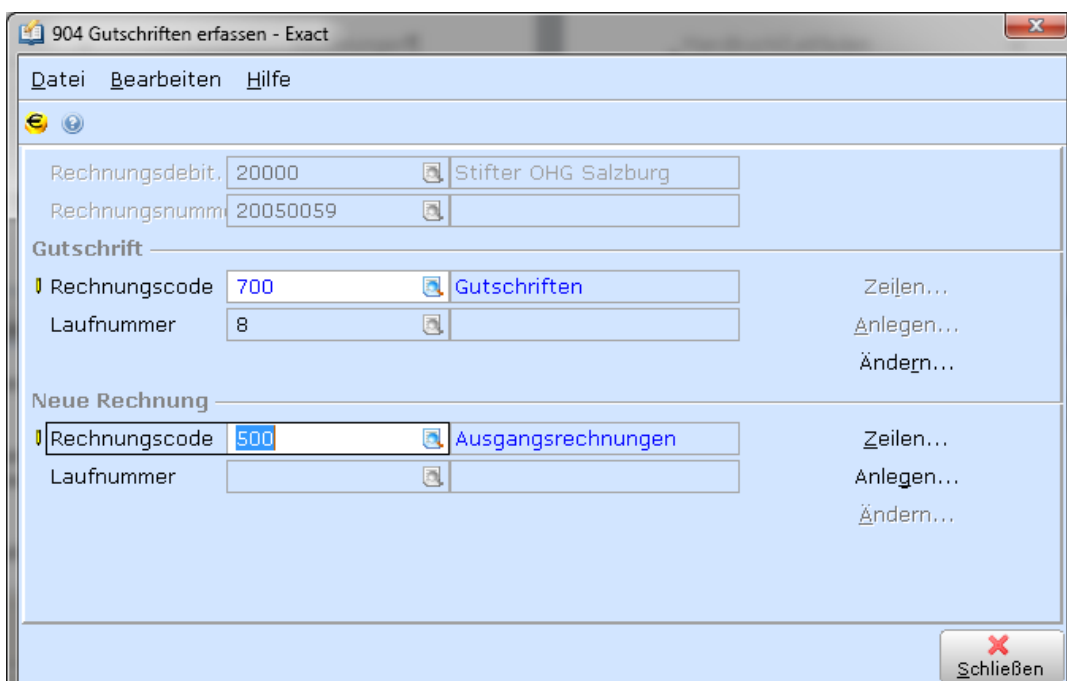 904 Gutschriften erfassen - Exact
Datei Bearbeiten Hilfe
Rechnungsdebit. 20000 Stifter OHG Salzburg
Rechnungsnumm 20050059
Gutschrift
Rechnungscode 700 Gutschriften Zeilen...
Laufnummer 8 Anlegen...
Ändern...
Neue Rechnung
Rechnungscode 500 Ausgangsrechnungen Zeilen...
Laufnummer Anlegen...
Ändern...
Schließen